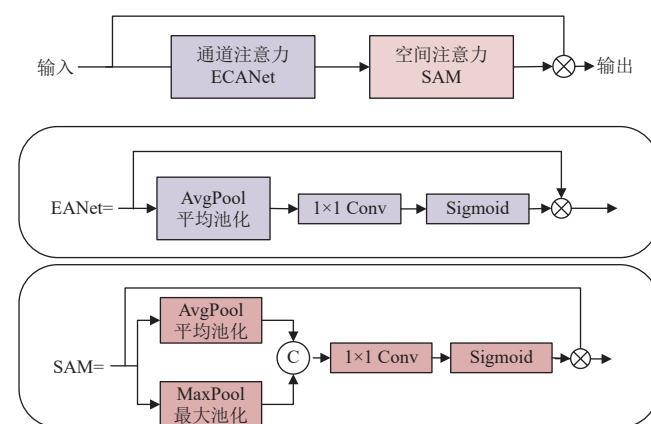 输入
通道注意力
ECANet
空间注意力
SAM
输出
EANet=
AvgPool
平均池化
1×1 Conv
Sigmoid
SAM=
AvgPool
平均池化
MaxPool
最大池化
C
1×1 Conv
Sigmoid